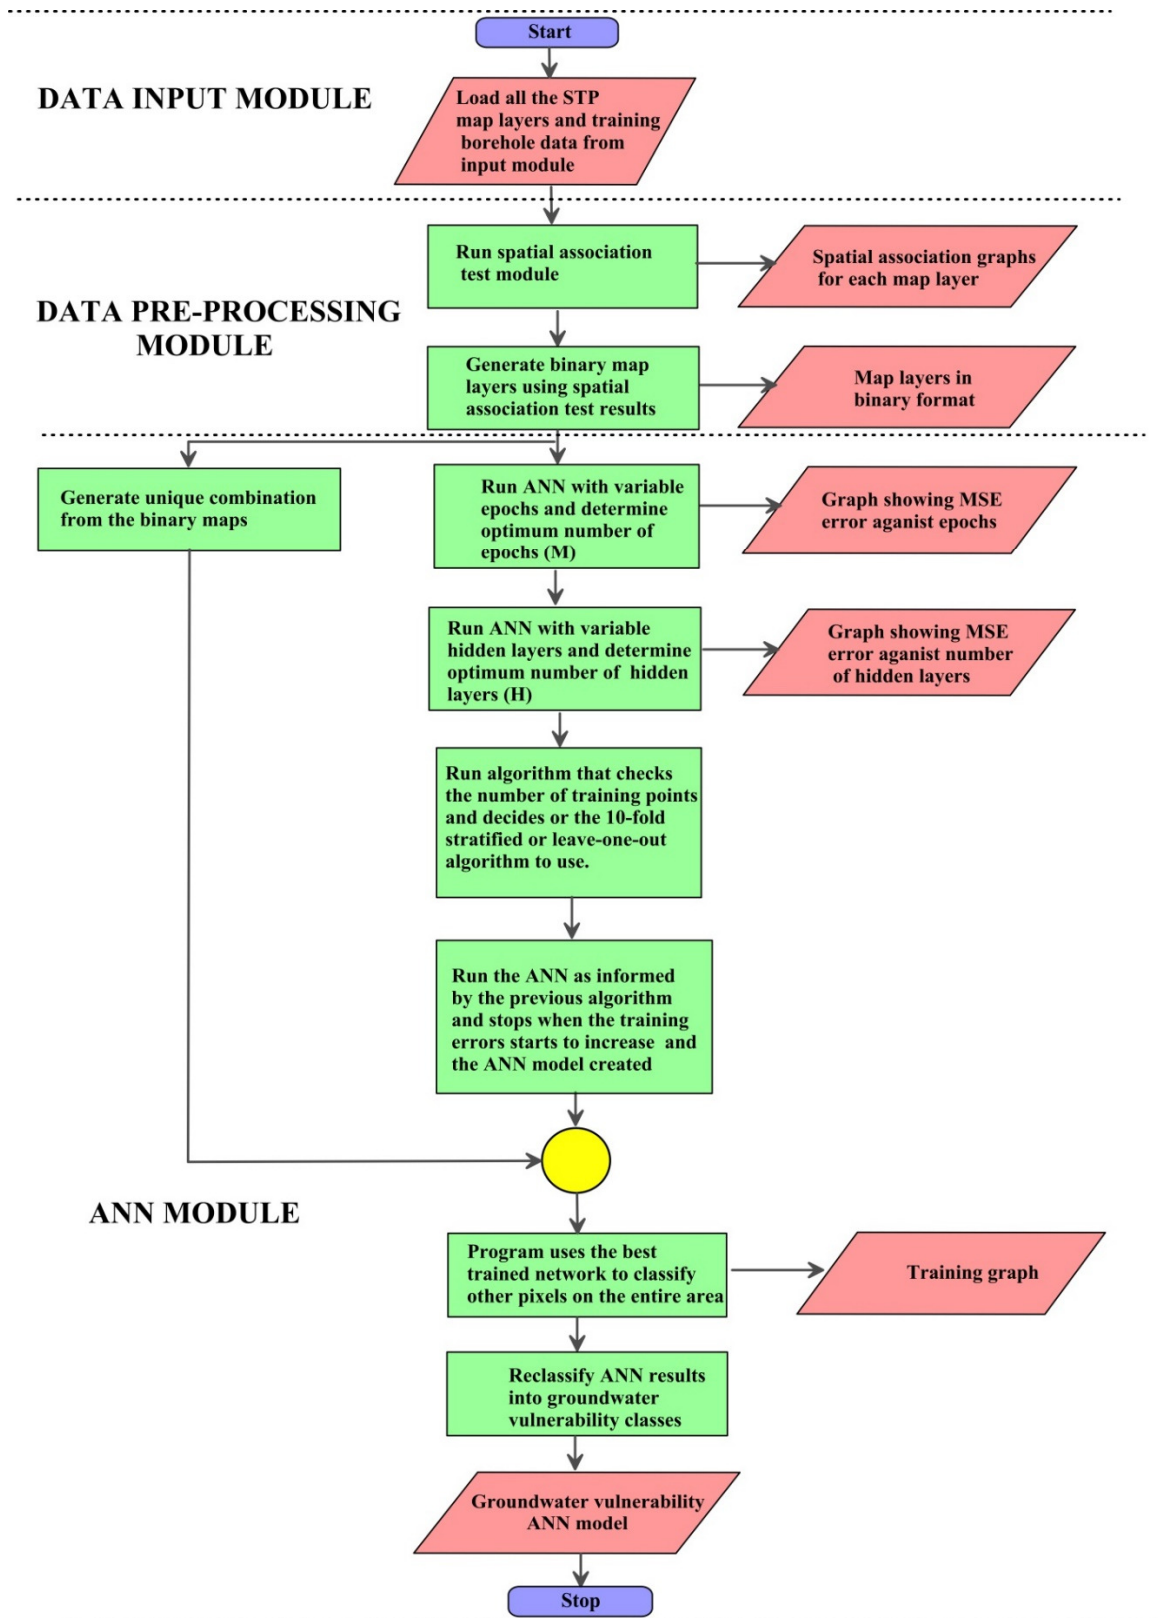 Start
DATA INPUT MODULE
Load all the STP
map layers and training
borehole data from
input module
Run spatial association
test module
Spatial association graphs
for each map layer
DATA PRE-PROCESSING
MODULE
Generate binary map
layers using spatial
association test results
Map layers in
binary format
Generate unique combination
from the binary maps
Run ANN with variable
epochs and determine
optimum number of
epochs (M)
Graph showing MSE
error aganist epochs
Run ANN with variable
hidden layers and determine
optimum number of hidden
layers (H)
Graph showing MSE
error aganist number
of hidden layers
Run algorithm that checks
the number of training points
and decides or the 10-fold
stratified or leave-one-out
algorithm to use.
Run the ANN as informed
by the previous algorithm
and stops when the training
errors starts to increase and
the ANN model created
ANN MODULE
Program uses the best
trained network to classify
other pixels on the entire area
Training graph
Reclassify ANN results
into groundwater
vulnerability classes
Groundwater vulnerability
ANN model
Stop